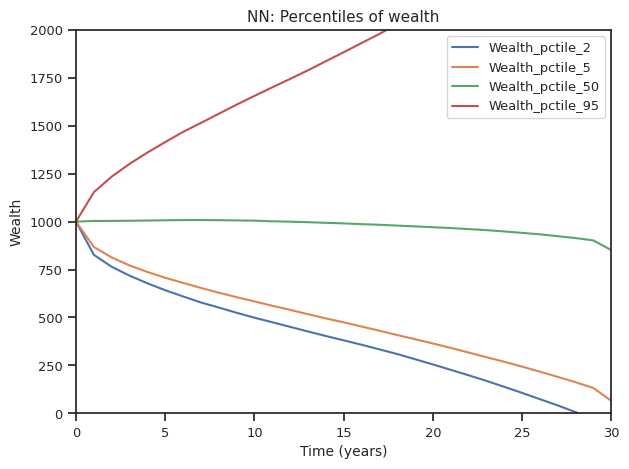 NN: Percentiles of wealth
2000
1750
1500
1250
1000
750
500
250
0
Wealth
Wealth_pctile_2
Wealth_pctile_5
Wealth_pctile_50
Wealth_pctile_95
0 5 10 15 20 25 30
Time (years)